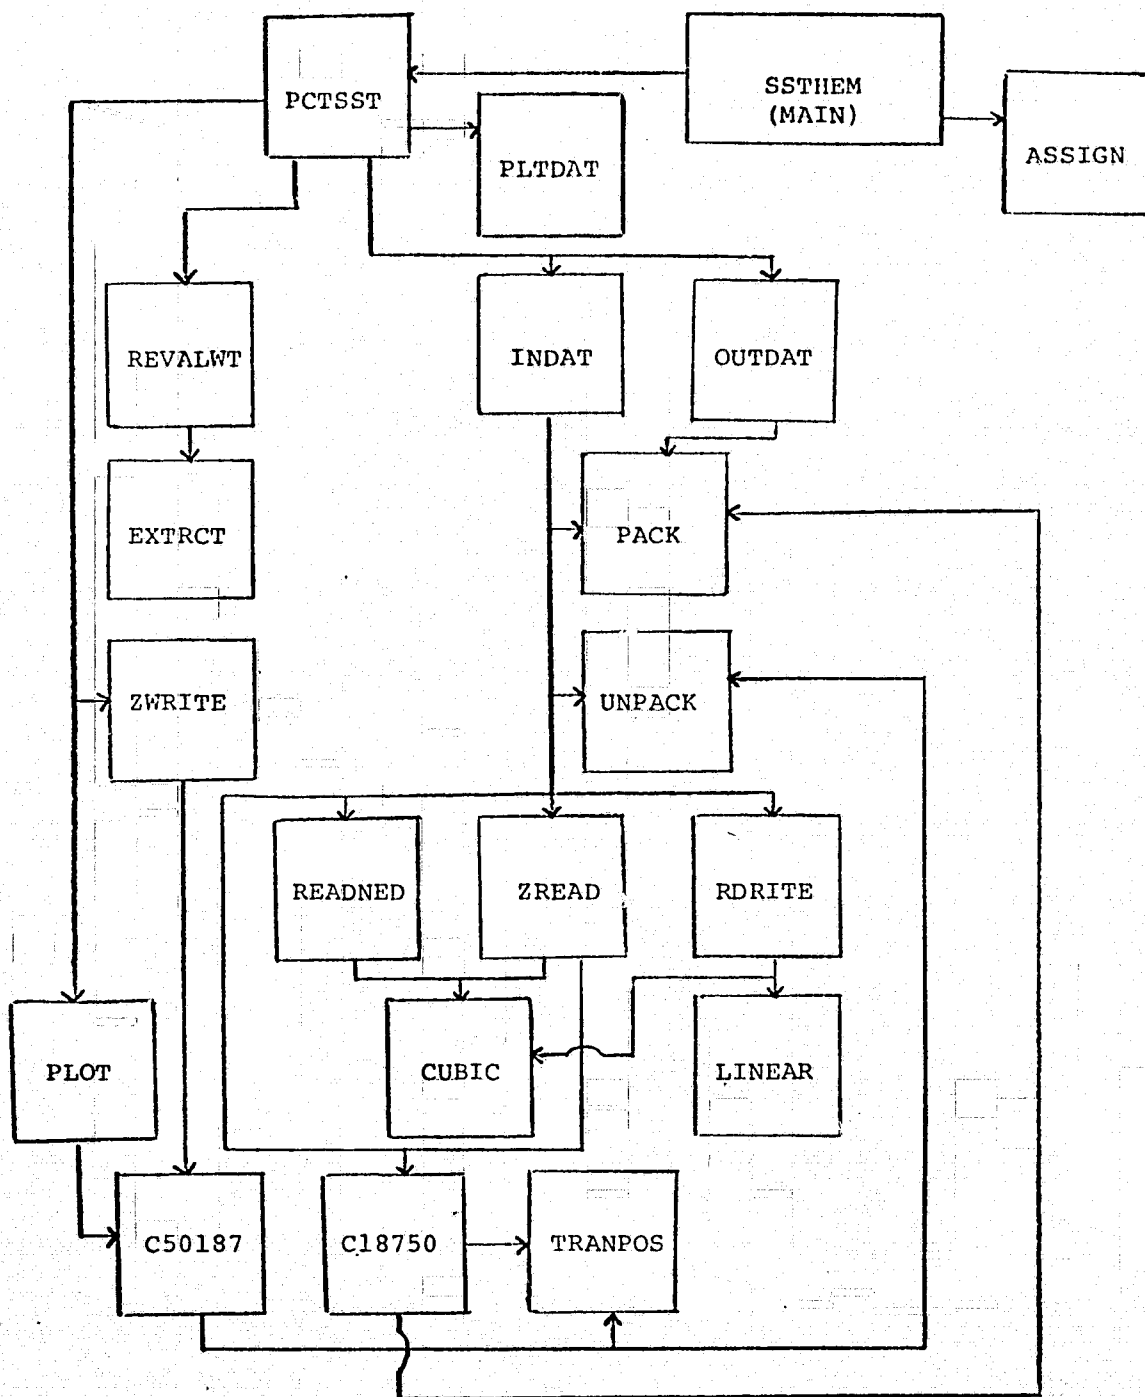 PCTSST
SSTHEM
(MAIN)
ASSIGN
PLTDAT
REVALWT
INDAT
OUTDAT
EXTRCT
PACK
ZWRITE
UNPACK
READNED
ZREAD
RDRITE
PLOT
CUBIC
LINEAR
C50187
C18750
TRANPOS